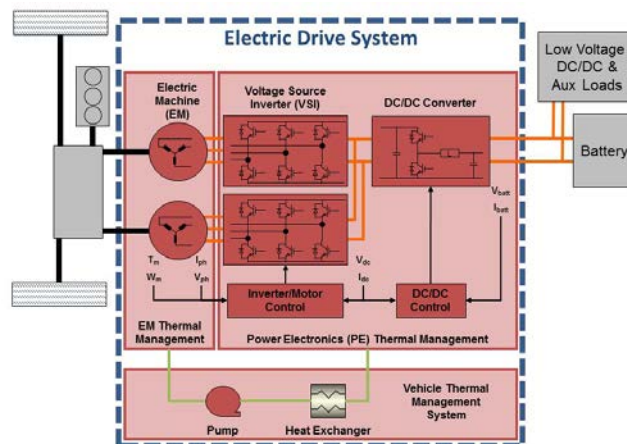 Electric Drive System
Low Voltage
DC/DC &
Aux Loads
Battery
Electric
Machine
(EM)
Voltage Source
Inverter (VSI)
DC/DC Converter
Vbatt
Ibatt
Tm
Iph
Wm
Vph
Vdc
Idc
Inverter/Motor
Control
DC/DC
Control
EM Thermal
Management
Power Electronics (PE) Thermal Management
Vehicle Thermal
Management
System
Pump
Heat Exchanger